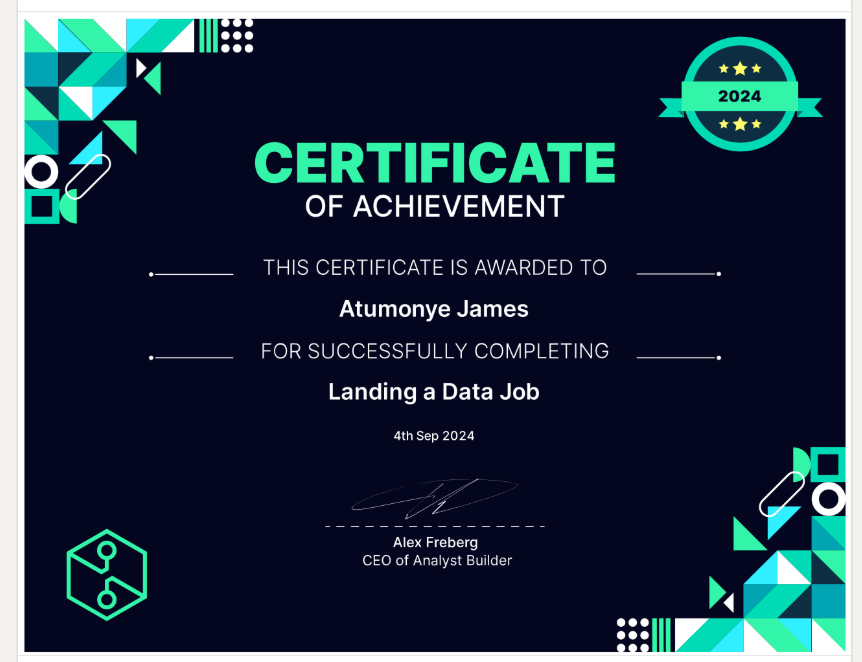 2024
CERTIFICATE
OF ACHIEVEMENT
THIS CERTIFICATE IS AWARDED TO
Atumonye James
FOR SUCCESSFULLY COMPLETING
Landing a Data Job
4th Sep 2024
Alex Freberg
CEO of Analyst Builder